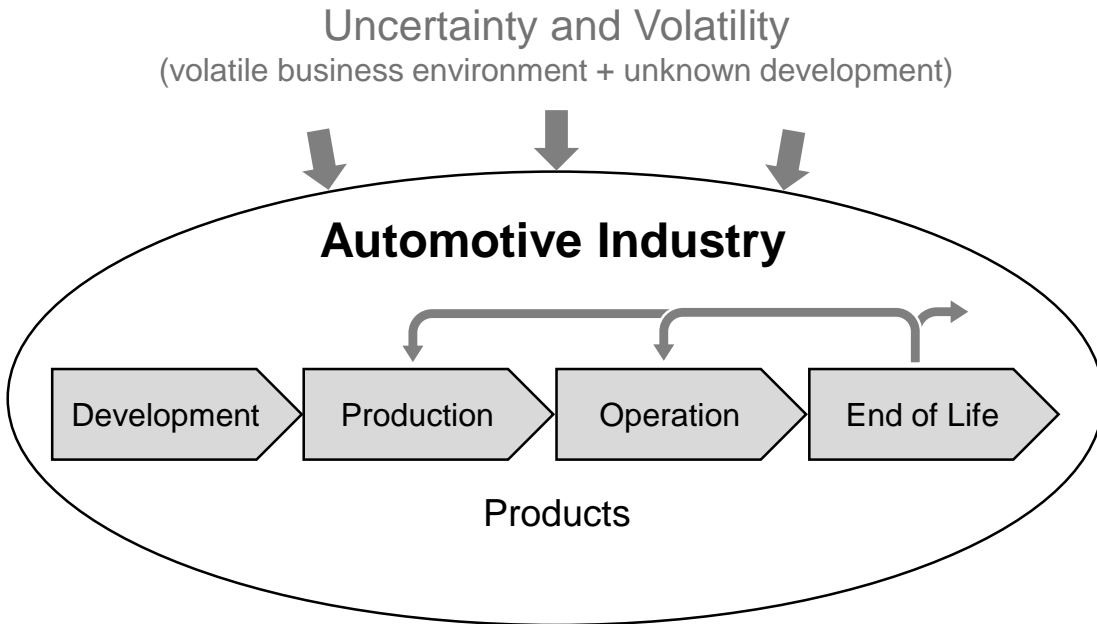 Uncertainty and Volatility
(volatile business environment + unknown development)
Automotive Industry
Development
Production
Operation
End of Life
Products